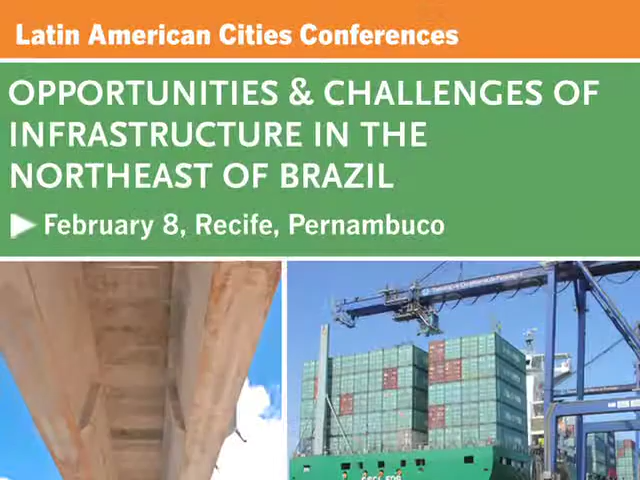 Latin American Cities Conferences
OPPORTUNITIES & CHALLENGES OF
INFRASTRUCTURE IN THE
NORTHEAST OF BRAZIL
February 8, Recife, Pernambuco